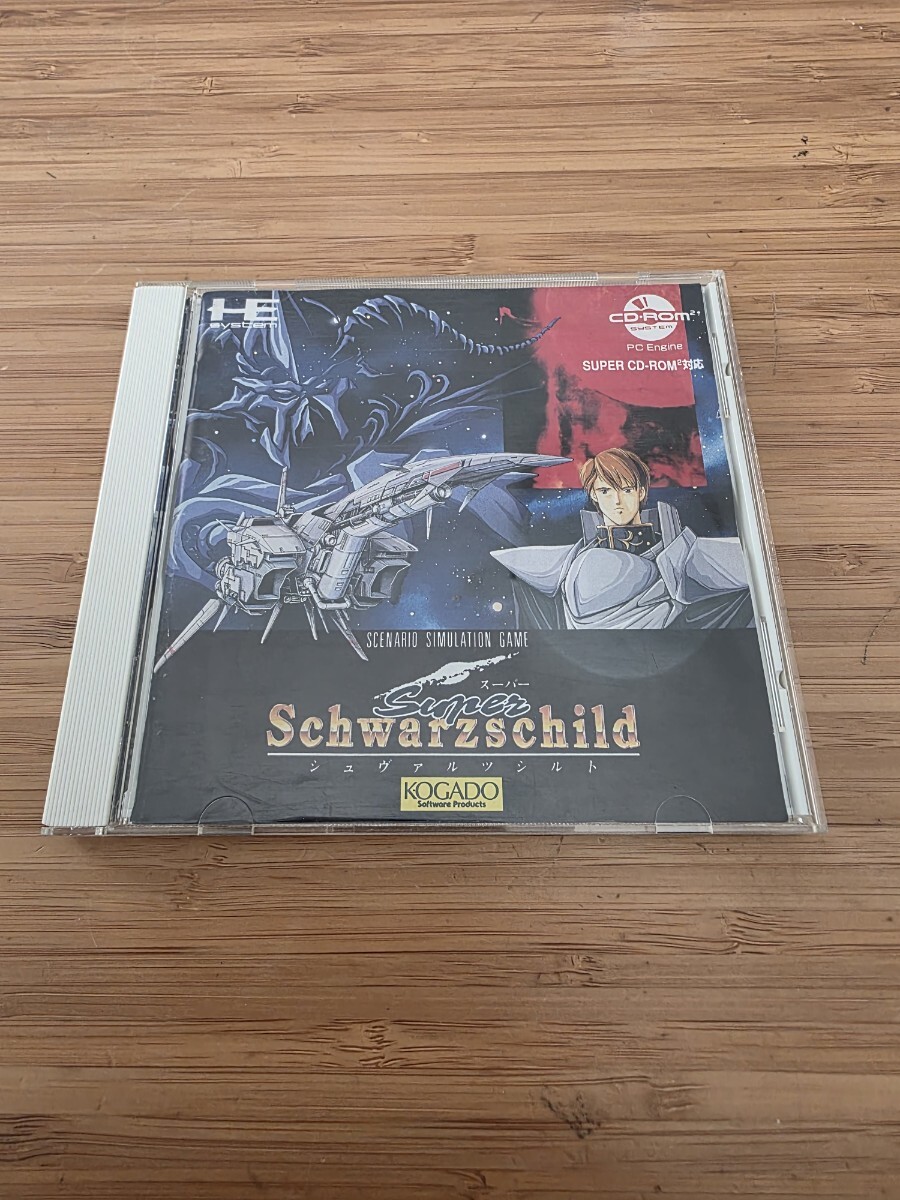 HE
system
CD-ROM²
SYSTEM
PC Engine
SUPER CD-ROM²対応
R
SCENARIO SIMULATION GAME
スーパー
Super
Schwarzschild
シュヴァルツシルト
KOGADO
Software Products